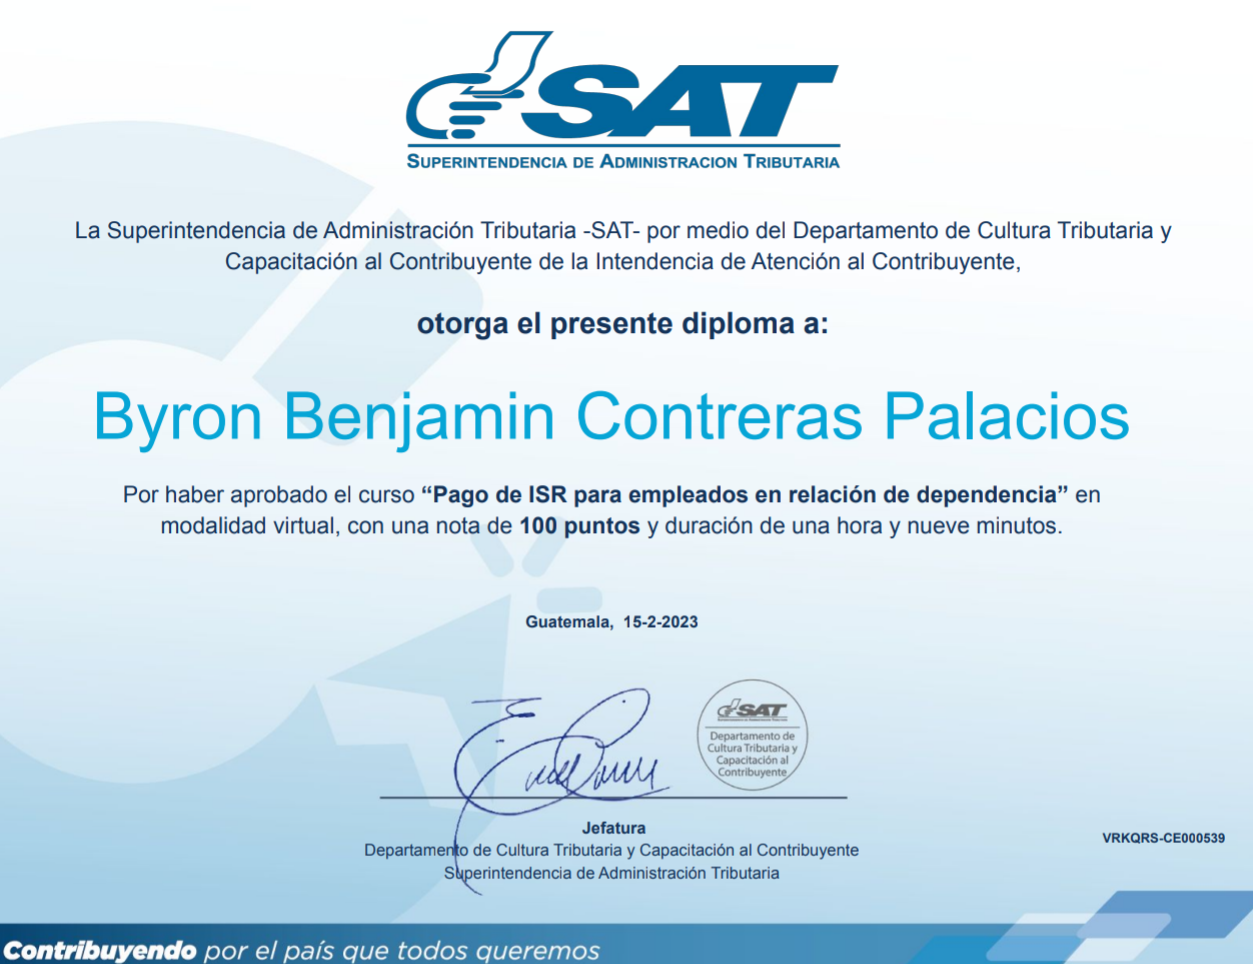 SAT
SUPERINTENDENCIA DE ADMINISTRACION TRIBUTARIA
La Superintendencia de Administración Tributaria -SAT- por medio del Departamento de Cultura Tributaria y
Capacitación al Contribuyente de la Intendencia de Atención al Contribuyente,
otorga el presente diploma a:
Byron Benjamin Contreras Palacios
Por haber aprobado el curso “Pago de ISR para empleados en relación de dependencia” en
modalidad virtual, con una nota de 100 puntos y duración de una hora y nueve minutos.
Guatemala, 15-2-2023
SAT
Departamento de
Cultura Tributaria y
Capacitación al
Contribuyente
Jefatura
Departamento de Cultura Tributaria y Capacitación al Contribuyente
Superintendencia de Administración Tributaria
VRKQRS-CE000539
Contribuyendo por el país que todos queremos